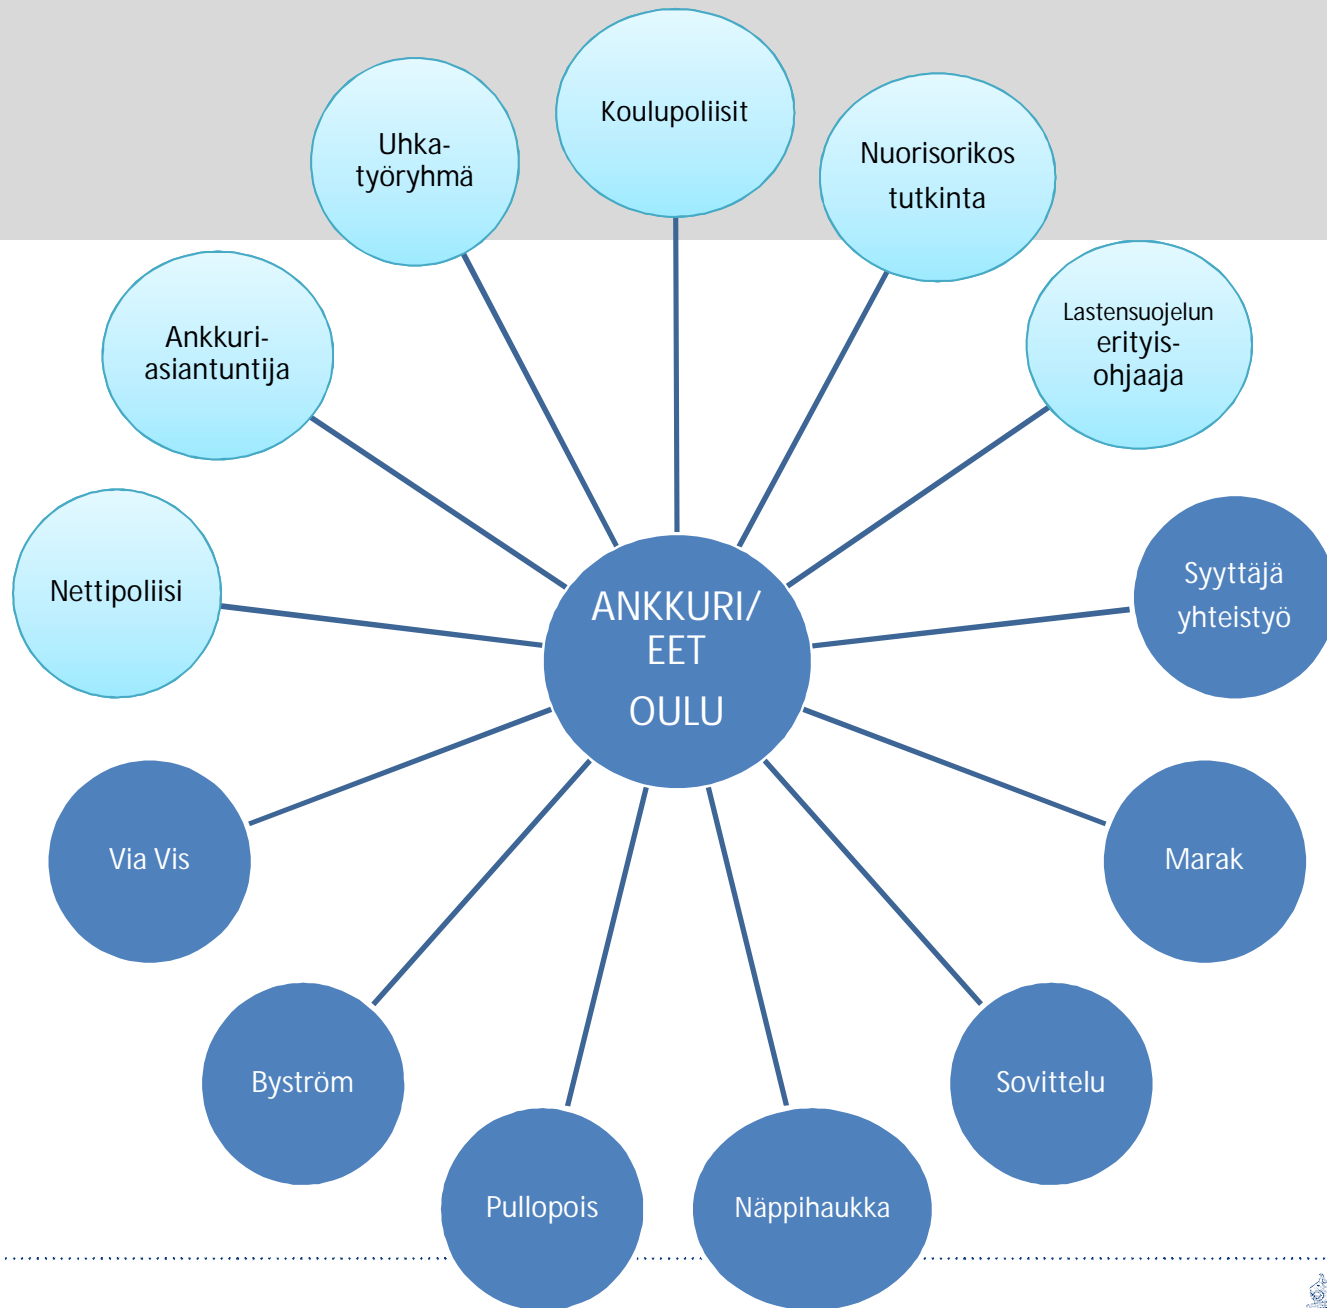 Koulupoliisit
Uhka-
työryhmä
Nuorisorikos
tutkinta
Ankkuri-
asiantuntija
Lastensuojelun
erityis-
ohjaaja
Nettipoliisi
ANKKURI/
EET
OULU
Syyttäjä
yhteistyö
Via Vis
Marak
Byström
Sovittelu
Pullopois
Näppihaukka